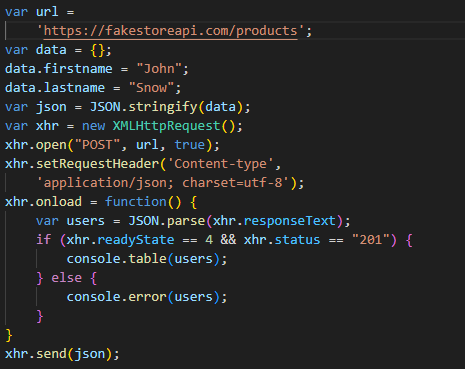 var url =
    'https://fakestoreapi.com/products';
var data = {};
data.firstname = "John";
data.lastname = "Snow";
var json = JSON.stringify(data);
var xhr = new XMLHttpRequest();
xhr.open("POST", url, true);
xhr.setRequestHeader('Content-type',
    'application/json; charset=utf-8');
xhr.onload = function() {
    var users = JSON.parse(xhr.responseText);
    if (xhr.readyState == 4 && xhr.status == "201") {
        console.table(users);
    } else {
        console.error(users);
    }
}
xhr.send(json);